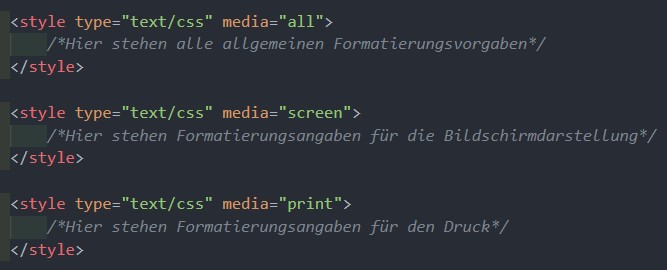 <style type="text/css" media="all">
/*Hier stehen alle allgemeinen Formatierungsvorgaben*/
</style>
<style type="text/css" media="screen">
/*Hier stehen Formatierungsangaben für die Bildschirmdarstellung*/
</style>
<style type="text/css" media="print">
/*Hier stehen Formatierungsangaben für den Druck*/
</style>